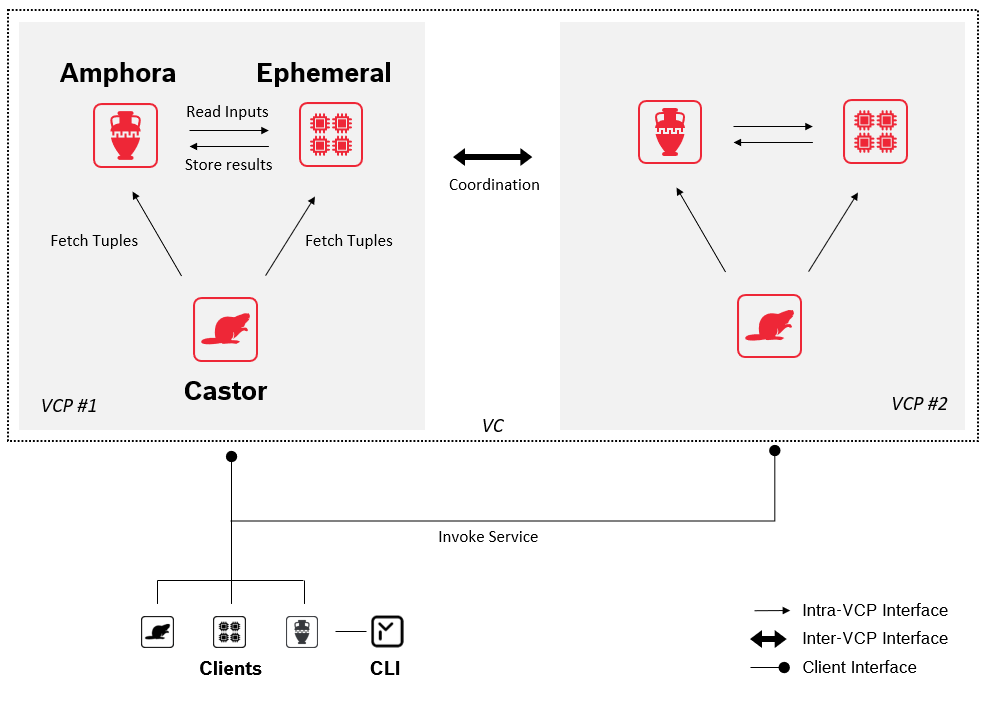 Amphora
Ephemeral
Read Inputs
Store results
Coordination
Fetch Tuples
Fetch Tuples
Castor
VCP #1
VCP #2
VC
Invoke Service
Clients
CLI
Intra-VCP Interface
Inter-VCP Interface
Client Interface